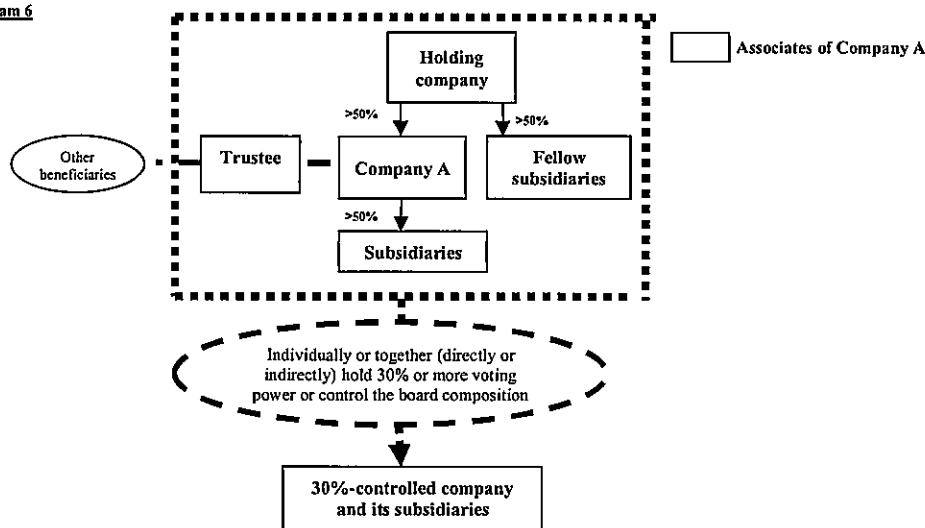 am 6
Associates of Company A
Holding
company
>50%
>50%
Other
beneficiaries
Trustee
Company A
Fellow
subsidiaries
>50%
Subsidiaries
Individually or together (directly or
indirectly) hold 30% or more voting
power or control the board composition
30%-controlled company
and its subsidiaries